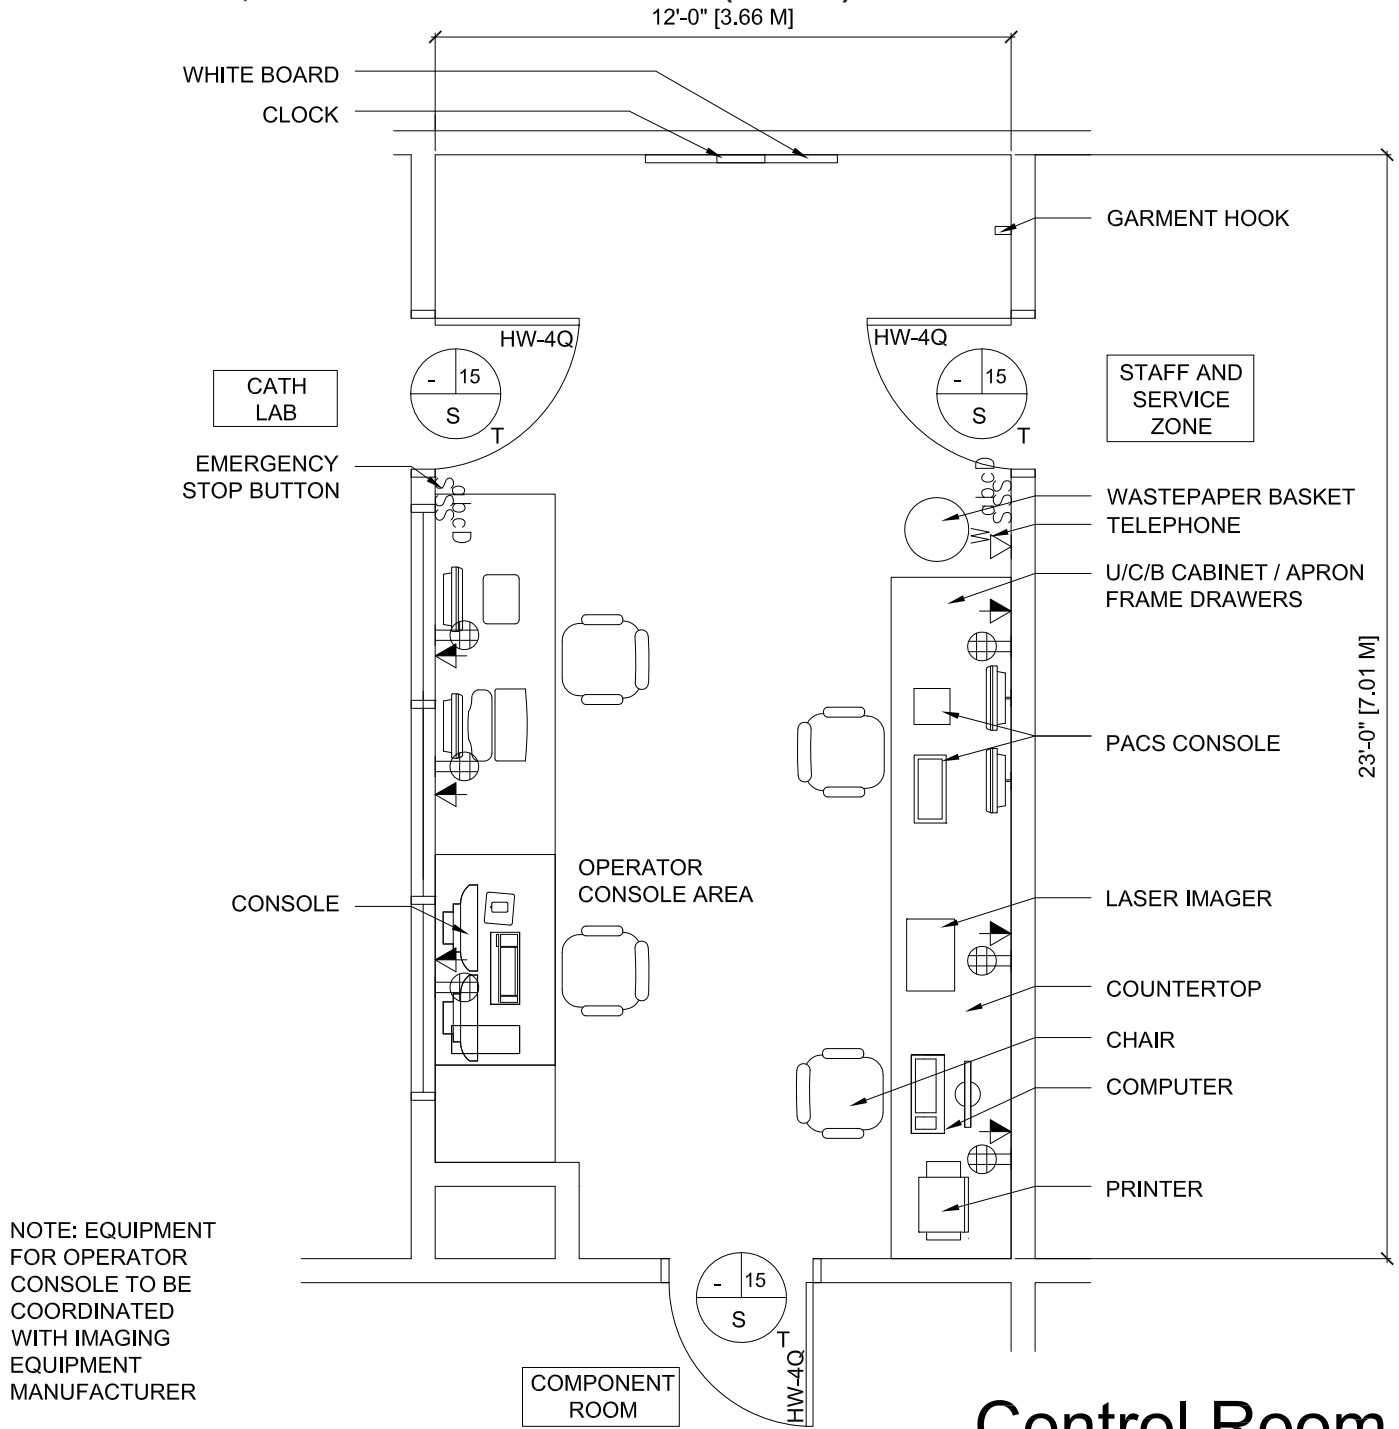 12'-0" [3.66 M]
WHITE BOARD
CLOCK
GARMENT HOOK
HW-4Q
HW-4Q
- 15
S
T
- 15
S
T
CATH
LAB
STAFF AND
SERVICE
ZONE
EMERGENCY
STOP BUTTON
WASTEPAPER BASKET
TELEPHONE
W
U/C/B CABINET / APRON
FRAME DRAWERS
23'-0" [7.01 M]
PACS CONSOLE
OPERATOR
CONSOLE AREA
CONSOLE
LASER IMAGER
COUNTERTOP
CHAIR
COMPUTER
PRINTER
NOTE: EQUIPMENT
FOR OPERATOR
CONSOLE TO BE
COORDINATED
WITH IMAGING
EQUIPMENT
MANUFACTURER
- 15
S
T
HW-4Q
COMPONENT
ROOM
Control Room